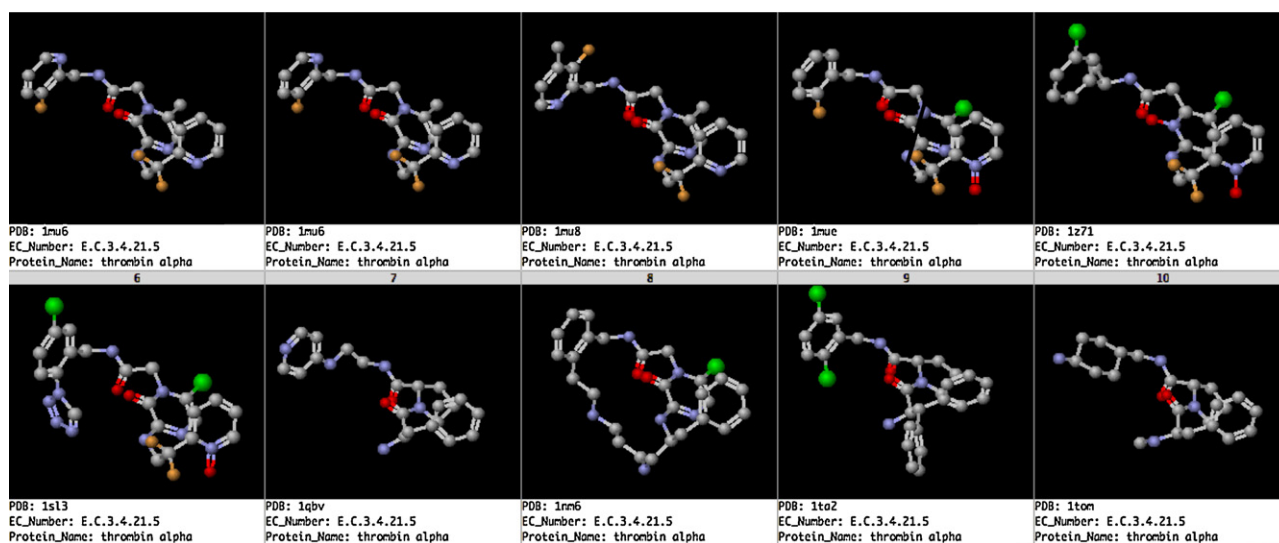 PDB: 1mu6
EC_Number: E.C.3.4.21.5
Protein_Name: thrombin alpha
PDB: 1mu6
EC_Number: E.C.3.4.21.5
Protein_Name: thrombin alpha
PDB: 1mu8
EC_Number: E.C.3.4.21.5
Protein_Name: thrombin alpha
PDB: 1mue
EC_Number: E.C.3.4.21.5
Protein_Name: thrombin alpha
PDB: 1z71
EC_Number: E.C.3.4.21.5
Protein_Name: thrombin alpha
6
7
8
9
10
PDB: 1sl3
EC_Number: E.C.3.4.21.5
Protein_Name: thrombin alpha
PDB: 1qbv
EC_Number: E.C.3.4.21.5
Protein_Name: thrombin alpha
PDB: 1nm6
EC_Number: E.C.3.4.21.5
Protein_Name: thrombin alpha
PDB: 1ta2
EC_Number: E.C.3.4.21.5
Protein_Name: thrombin alpha
PDB: 1tom
EC_Number: E.C.3.4.21.5
Protein_Name: thrombin alpha